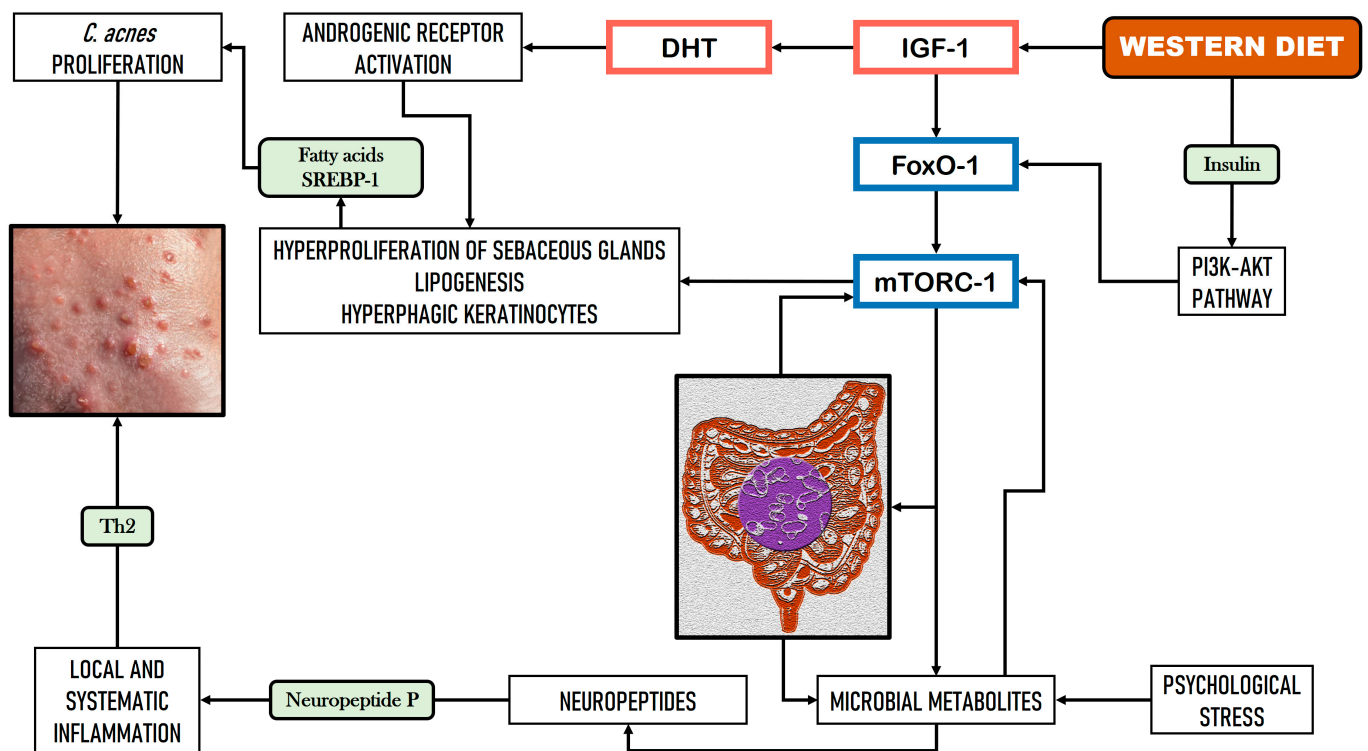 C. acnes
PROLIFERATION
ANDROGENIC RECEPTOR
ACTIVATION
DHT
IGF-1
WESTERN DIET
Fatty acids
SREBP-1
FoxO-1
Insulin
HYPERPROLIFERATION OF SEBACEOUS GLANDS
LIPOGENESIS
HYPERPHAGIC KERATINOCYTES
mTORC-1
PI3K-AKT
PATHWAY
Th2
LOCAL AND
SYSTEMATIC
INFLAMMATION
Neuropeptide P
NEUROPEPTIDES
MICROBIAL METABOLITES
PSYCHOLOGICAL
STRESS